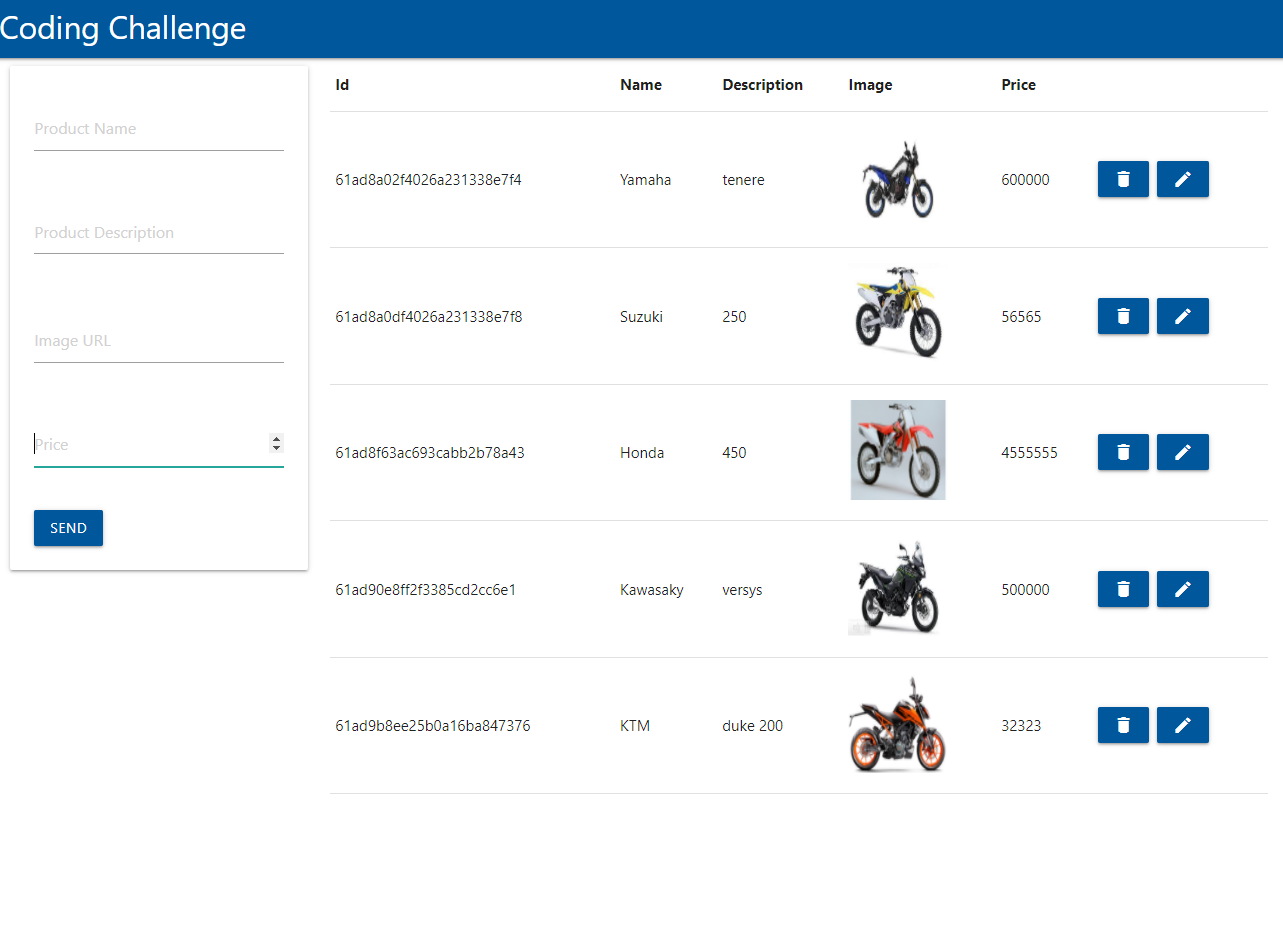 Coding Challenge
Product Name
Product Description
Image URL
Price
SEND
Id Name Description Image Price
61ad8a02f4026a231338e7f4 Yamaha tenere 600000
61ad8a0df4026a231338e7f8 Suzuki 250 56565
61ad8f63ac693cabb2b78a43 Honda 450 4555555
61ad90e8ff2f3385cd2cc6e1 Kawasaky versys 500000
61ad9b8ee25b0a16ba847376 KTM duke 200 32323